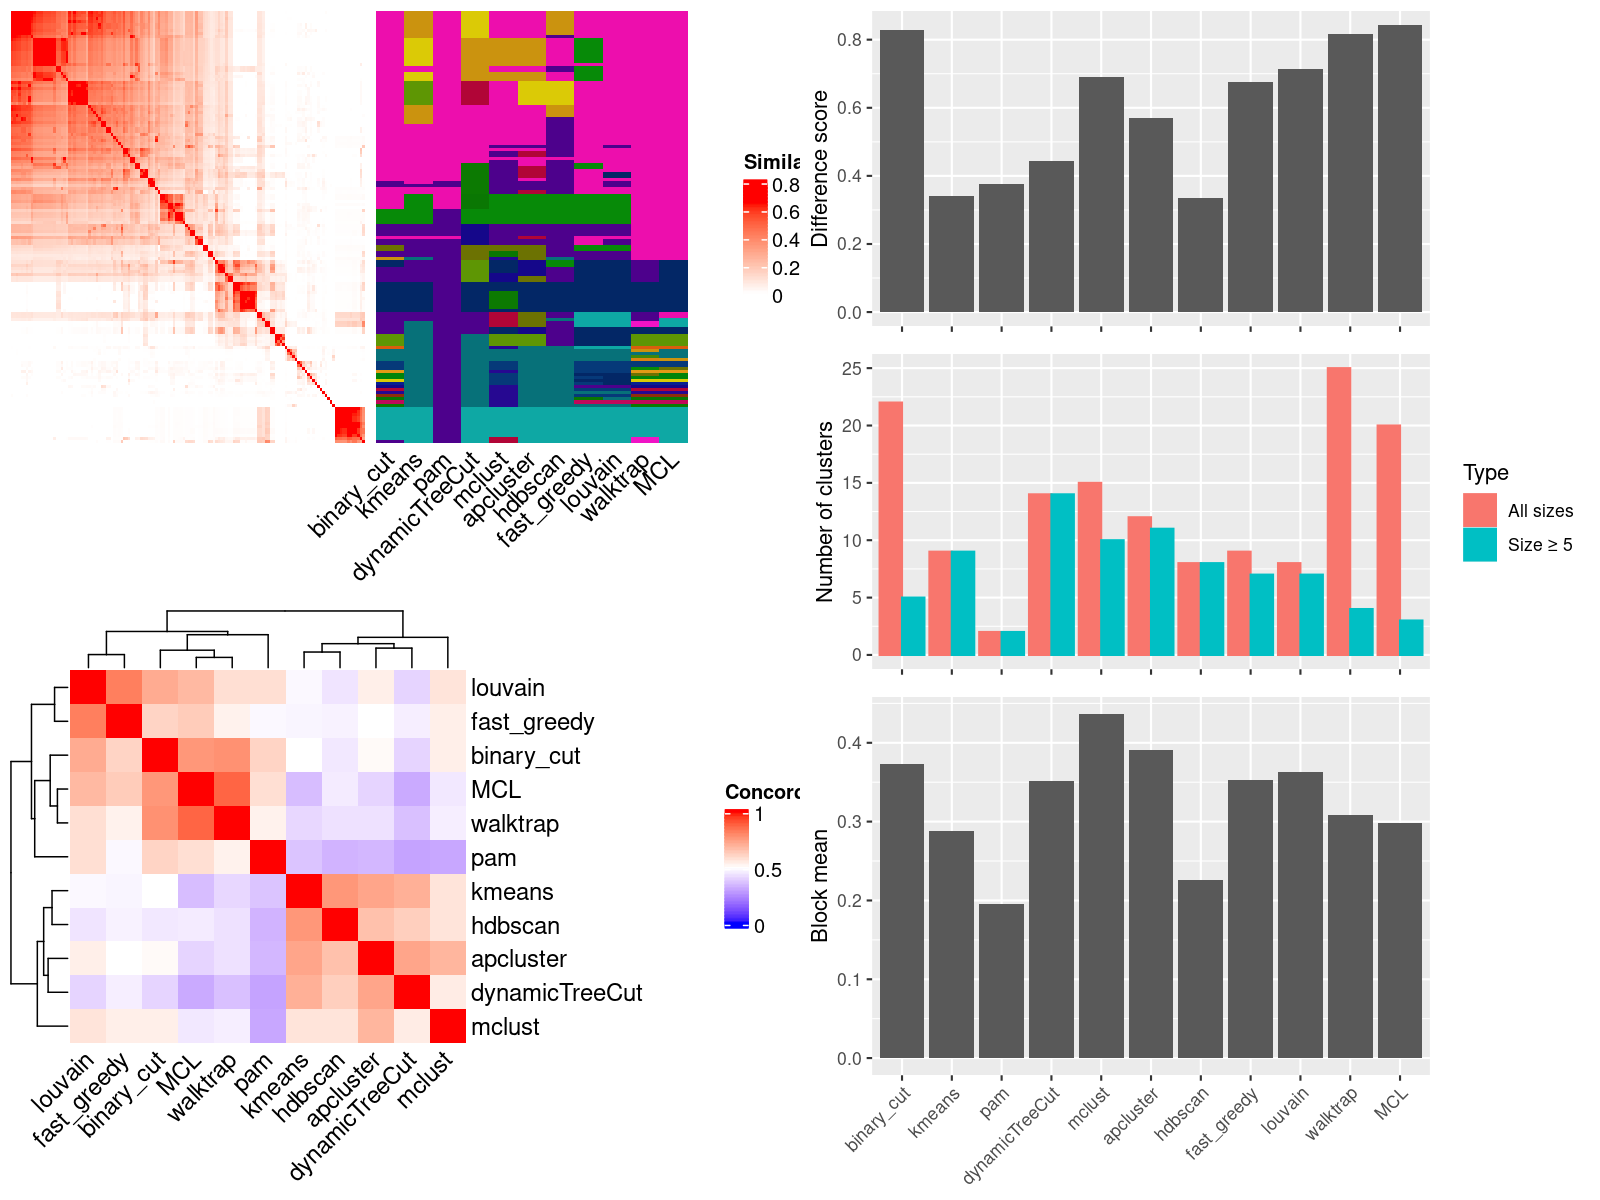 Simila
0.8
0.6
0.4
0.2
0
binary_cut
kmeans
pam
dynamicTreeCut
mclust
apcluster
hdbscan
fast_greedy
louvain
walktrap
MCL
louvain
fast_greedy
binary_cut
MCL
walktrap
pam
kmeans
hdbscan
apcluster
dynamicTreeCut
mclust
louvain
fast_greedy
binary_cut
MCL
walktrap
pam
kmeans
hdbscan
apcluster
dynamicTreeCut
mclust
Concord
1
0.5
0
Difference score
0.8
0.6
0.4
0.2
0.0
Number of clusters
25
20
15
10
5
0
Type
All sizes
Size ≥ 5
Block mean
0.4
0.3
0.2
0.1
0.0
binary_cut
kmeans
pam
dynamicTreeCut
mclust
apcluster
hdbscan
fast_greedy
louvain
walktrap
MCL